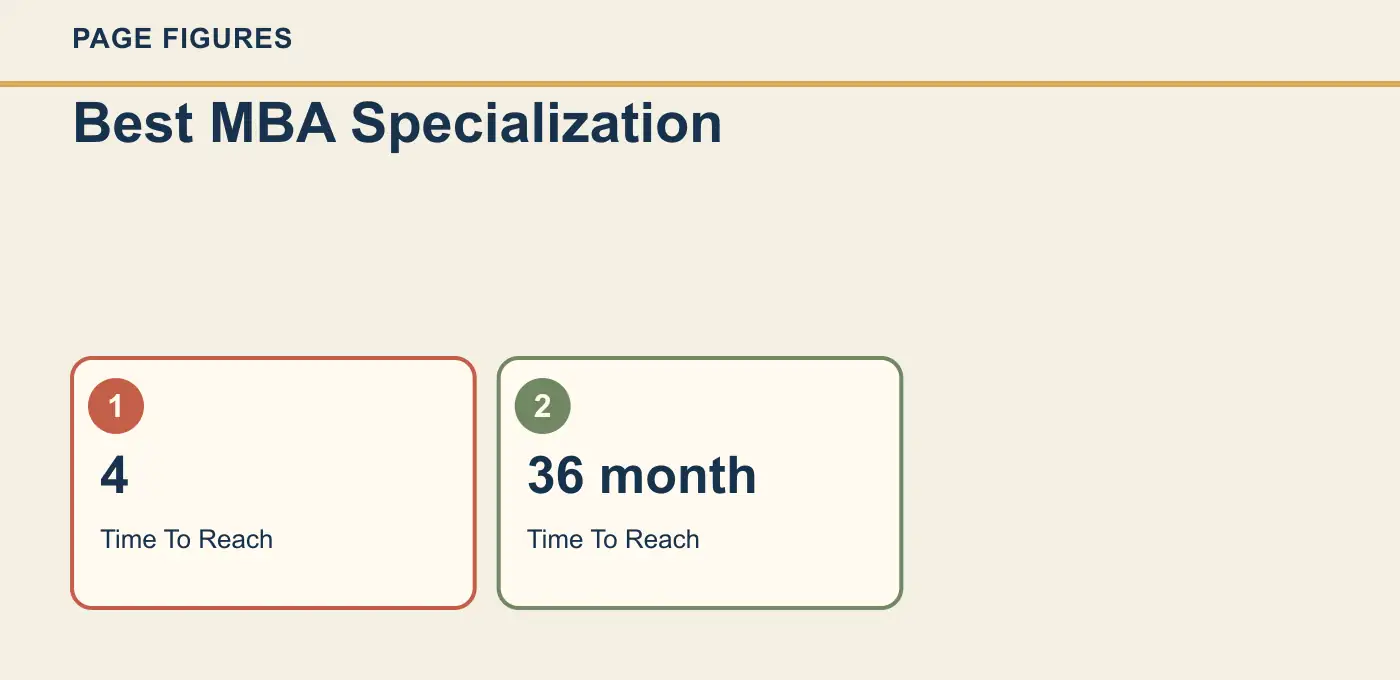 PAGE FIGURES
Best MBA Specialization
1
4
Time To Reach
2
36 month
Time To Reach